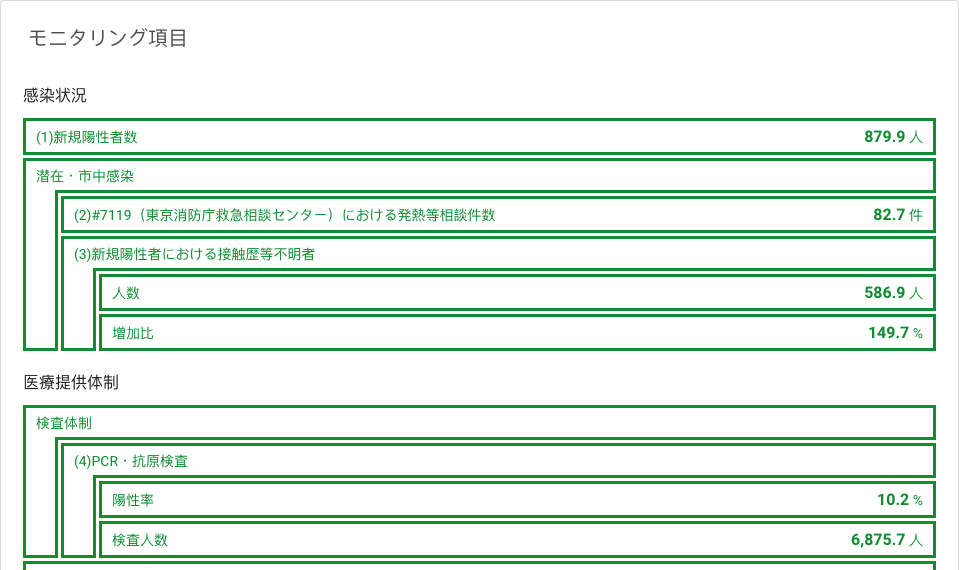 モニタリング項目
感染状況
(1)新規陽性者数 879.9 人
潜在・市中感染
(2)#7119（東京消防庁救急相談センター）における発熱等相談件数 82.7 件
(3)新規陽性者における接触歴等不明者
人数 586.9 人
増加比 149.7 %
医療提供体制
検査体制
(4)PCR・抗原検査
陽性率 10.2 %
検査人数 6,875.7 人